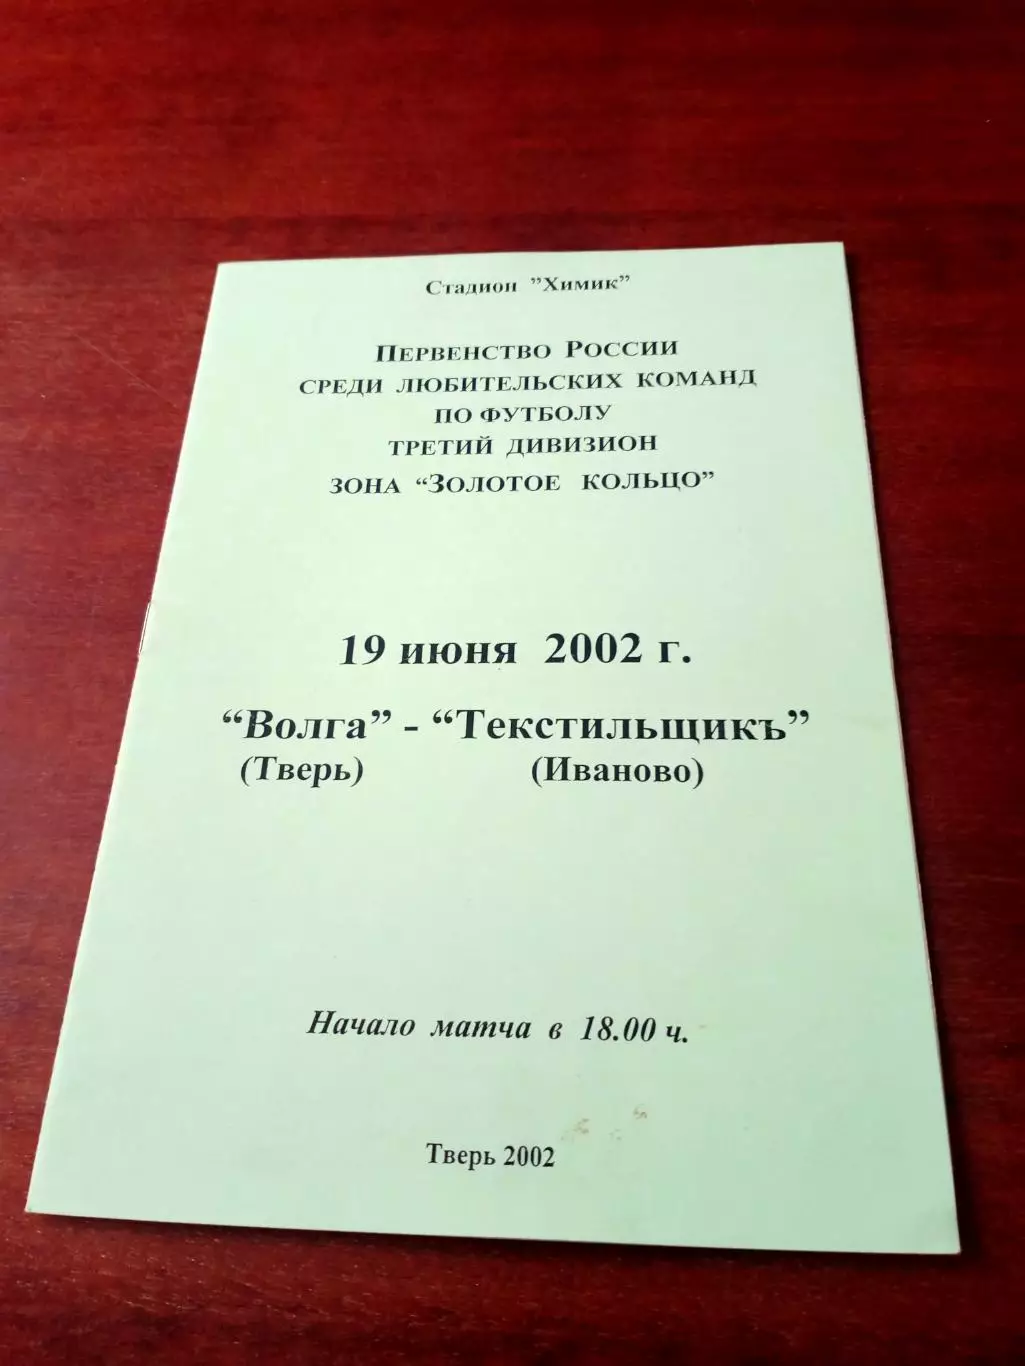 Стадион ”Химик”
Первенство России
среди любительских команд
по футболу
третий дивизион
зона “Золотое кольцо”
19 июня 2002 г.
“Волга” - “Текстильщикъ”
(Тверь) (Иваново)
Начало матча в 18.00 ч.
Тверь 2002